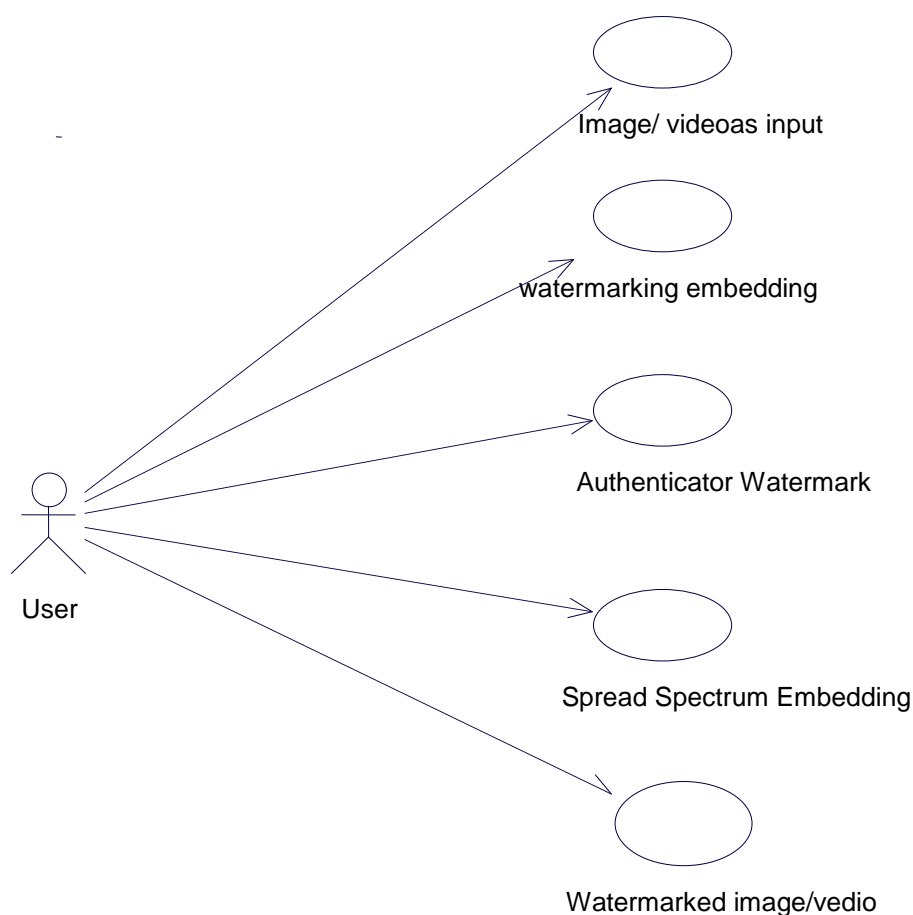 Image/ videoas input
watermarking embedding
Authenticator Watermark
User
Spread Spectrum Embedding
Watermarked image/vedio